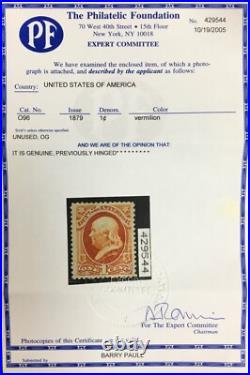 The Philatelic Foundation
70 West 40th Street • 15th Floor
New York, NY 10018
EXPERT COMMITTEE
PF
No.
429544
10/19/2005
We have examined the enclosed item, of which a photo-
graph is attached, and described by the applicant as follows:
Country: UNITED STATES OF AMERICA
Cat. No. Issue Denom. Color
O96 1879 1¢ vermilion
UNUSED, OG
AND WE ARE OF THE OPINION THAT:
IT IS GENUINE, PREVIOUSLY HINGED
429544
For The Expert Committee
Chairman
Photocopies of this Certificate
BARRY PAULE